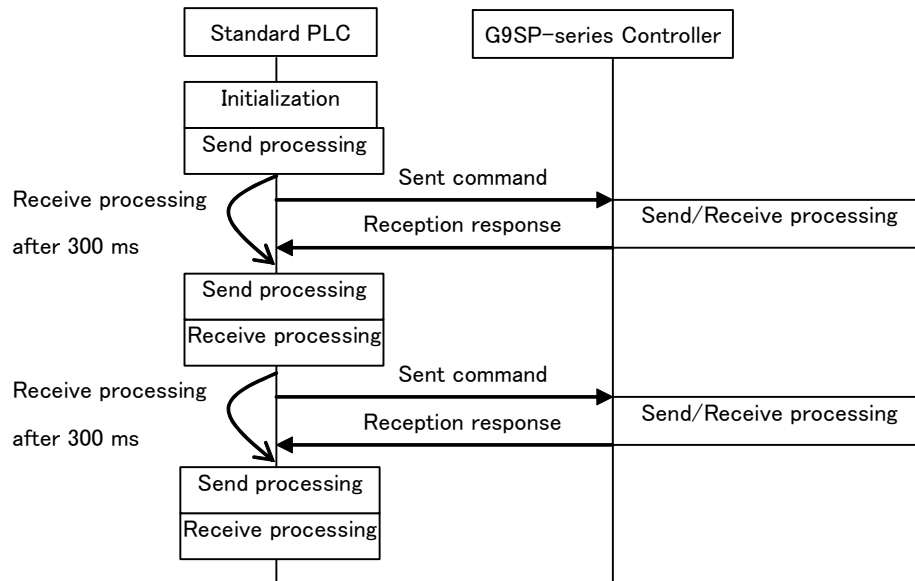 Standard PLC
G9SP-series Controller
Initialization
Send processing
Sent command
Receive processing
after 300 ms
Send/Receive processing
Reception response
Send processing
Receive processing
Sent command
Receive processing
after 300 ms
Send/Receive processing
Reception response
Send processing
Receive processing